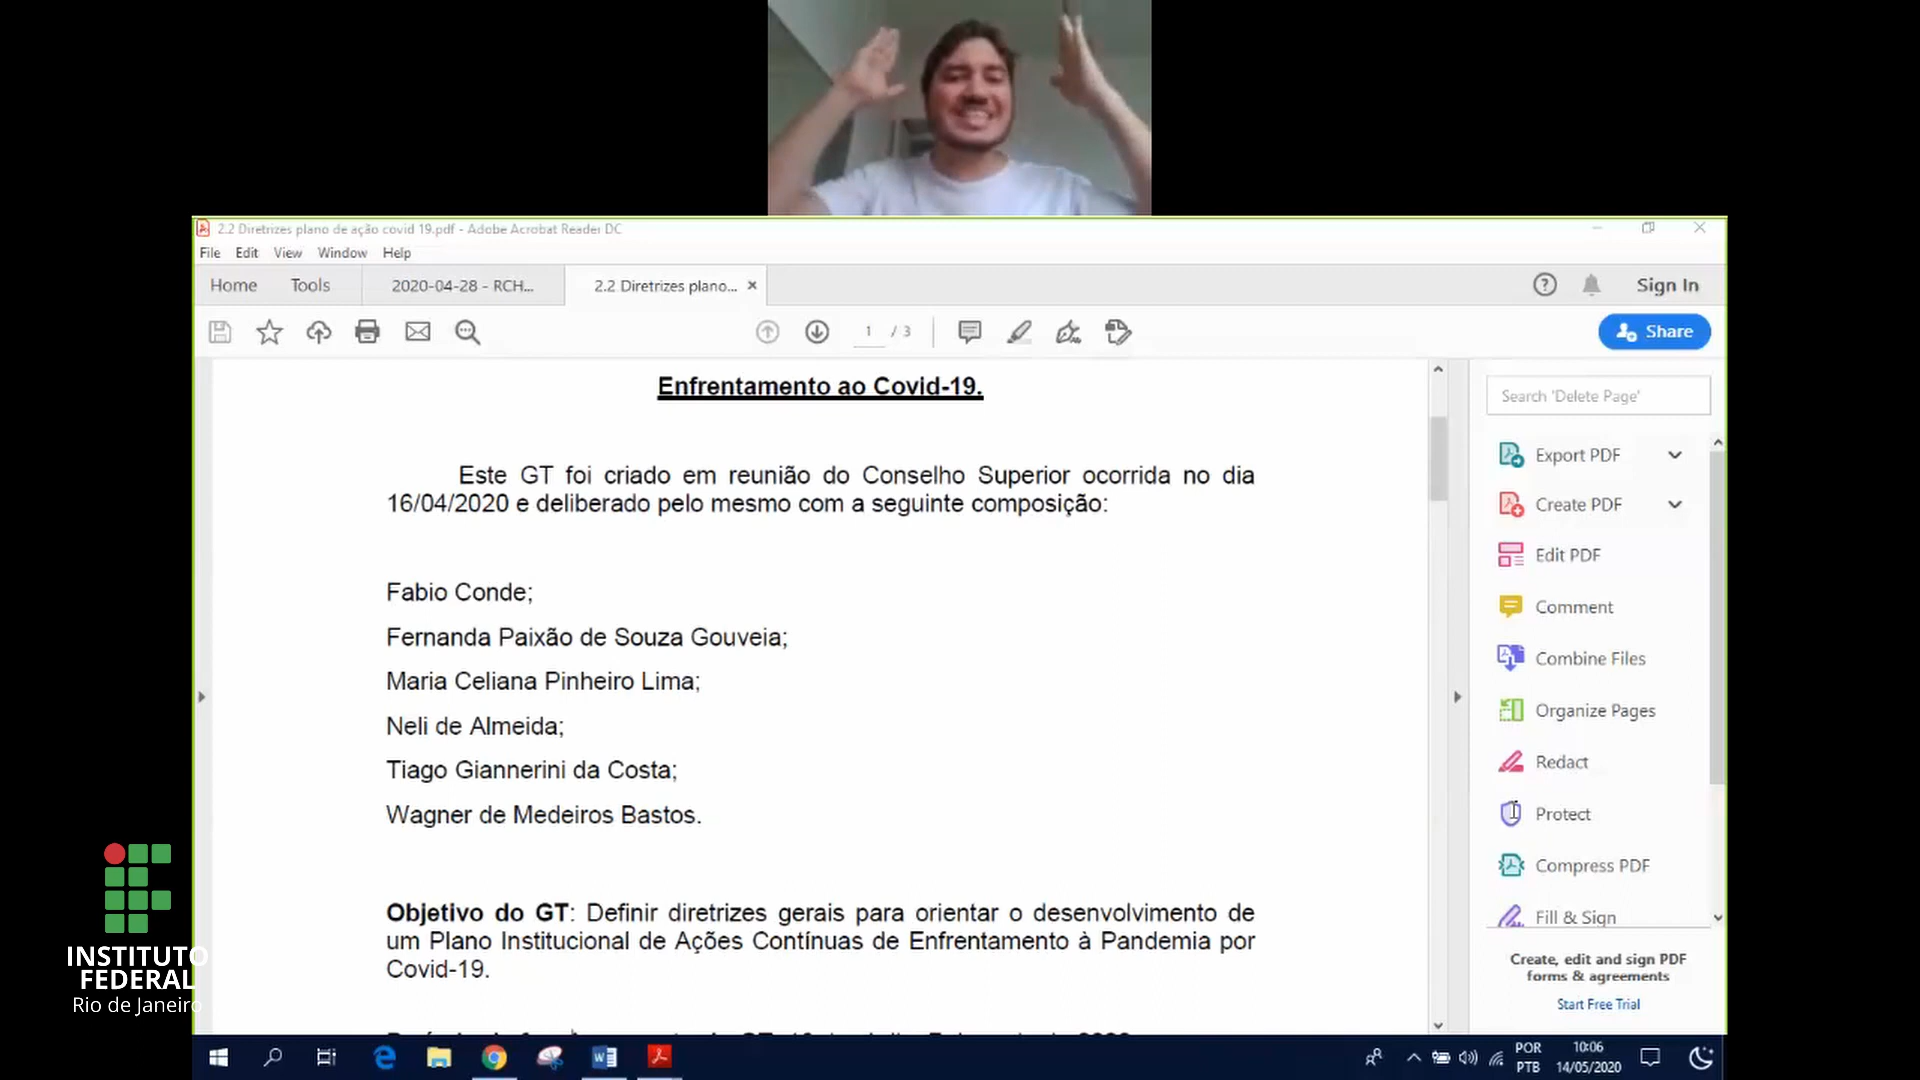 2.2 Diretrizes plano de ação covid 19.pdf - Adobe Acrobat Reader DC
File Edit View Window Help
Home Tools 2020-04-28 - RCH... 2.2 Diretrizes plano... × Sign In
1 / 3 Share
Enfrentamento ao Covid-19.
Este GT foi criado em reunião do Conselho Superior ocorrida no dia
16/04/2020 e deliberado pelo mesmo com a seguinte composição:
Fabio Conde;
Fernanda Paixão de Souza Gouveia;
Maria Celiana Pinheiro Lima;
Neli de Almeida;
Tiago Giannerini da Costa;
Wagner de Medeiros Bastos.
Objetivo do GT: Definir diretrizes gerais para orientar o desenvolvimento de
um Plano Institucional de Ações Contínuas de Enfrentamento à Pandemia por
Covid-19.
Search 'Delete Page'
Export PDF
Create PDF
Edit PDF
Comment
Combine Files
Organize Pages
Redact
Protect
Compress PDF
Fill & Sign
Create, edit and sign PDF
forms & agreements
Start Free Trial
INSTITUTO
FEDERAL
Rio de Janeiro
POR
PTB
10:06
14/05/2020